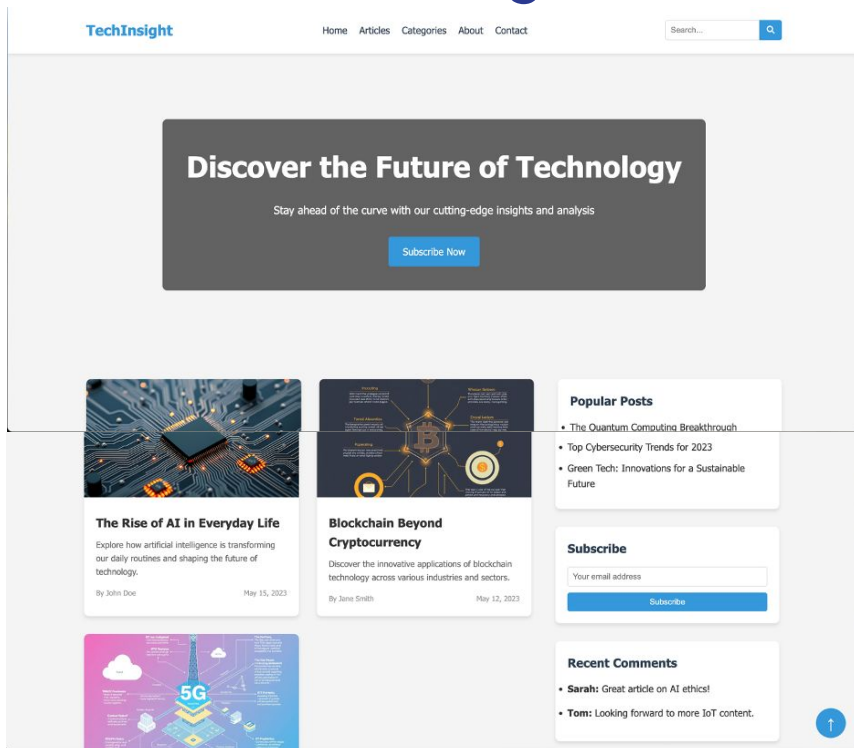 TechInsight
Home Articles Categories About Contact
Search...
Discover the Future of Technology
Stay ahead of the curve with our cutting-edge insights and analysis
Subscribe Now
Popular Posts
• The Quantum Computing Breakthrough
• Top Cybersecurity Trends for 2023
• Green Tech: Innovations for a Sustainable
Future
The Rise of AI in Everyday Life
Explore how artificial intelligence is transforming
our daily routines and shaping the future of
technology.
By John Doe May 15, 2023
Blockchain Beyond
Cryptocurrency
Discover the innovative applications of blockchain
technology across various industries and sectors.
By Jane Smith May 12, 2023
Subscribe
Your email address
Subscribe
5G
Recent Comments
• Sarah: Great article on AI ethics!
• Tom: Looking forward to more IoT content.
↑